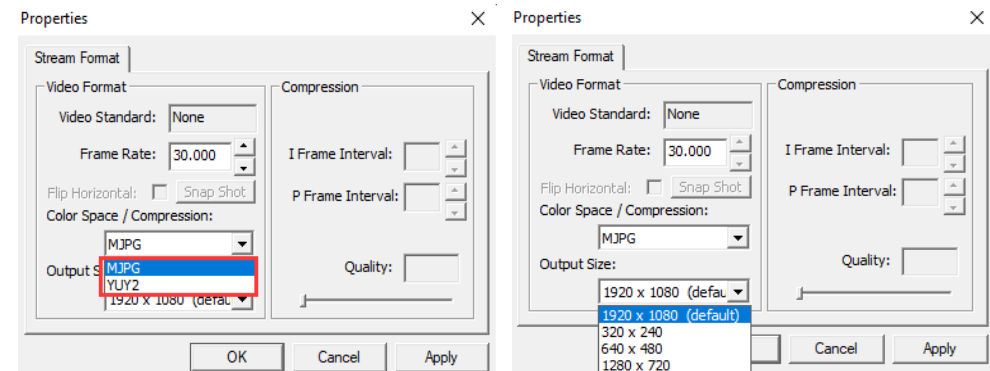 Properties
Stream Format
Video Format
Compression
Video Standard: None
Frame Rate: 30.000
I Frame Interval:
Flip Horizontal: Snap Shot
P Frame Interval:
Color Space / Compression:
MJPG
MJPG
YUY2
Output S
Quality:
1920 x 1080 (defau
OK Cancel Apply
Properties
Stream Format
Video Format
Compression
Video Standard: None
Frame Rate: 30.000
I Frame Interval:
Flip Horizontal: Snap Shot
P Frame Interval:
Color Space / Compression:
MJPG
Output Size:
Quality:
1920 x 1080 (defau
1920 x 1080 (default)
320 x 240
640 x 480
1280 x 720
Cancel Apply